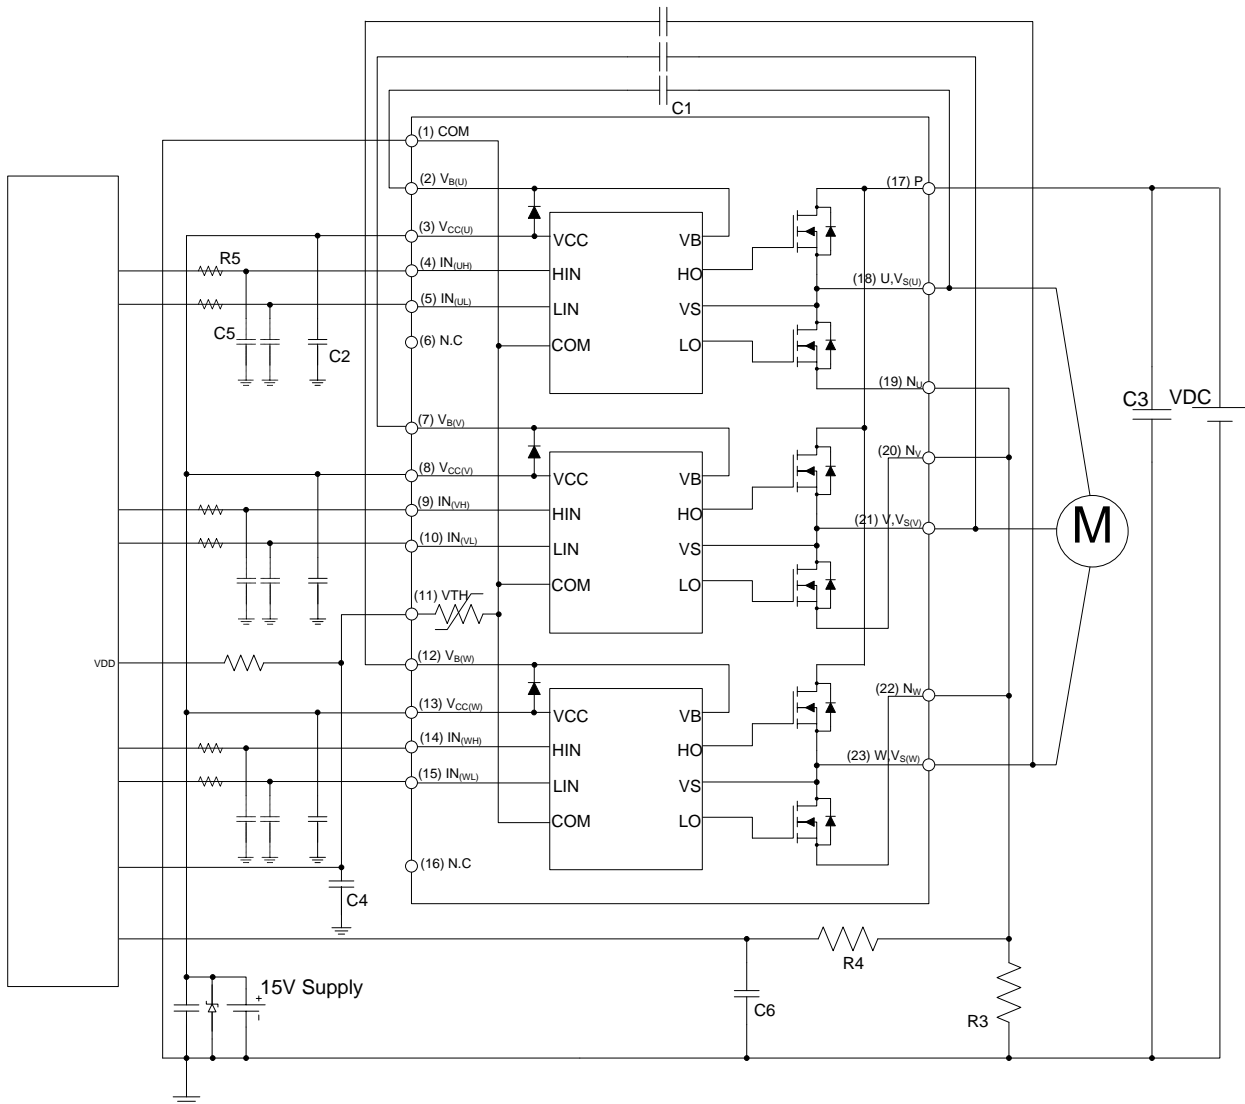 C1
(1) COM
(2) VB(U)
(17) P
(3) VCC(U)
VCC
VB
R5
(4) IN(UH)
HIN
HO
(18) U,VS(U)
(5) IN(UL)
LIN
VS
C5
C2
(6) N.C
COM
LO
(19) NU
C3
VDC
(7) VB(V)
(20) NV
(8) VCC(V)
VCC
VB
(9) IN(VH)
HIN
HO
(21) V,VS(V)
M
(10) IN(VL)
LIN
VS
(11) VTH
COM
LO
VDD
(12) VB(W)
(22) NW
(13) VCC(W)
VCC
VB
(14) IN(WH)
HIN
HO
(23) W,VS(W)
(15) IN(WL)
LIN
VS
COM
LO
(16) N.C
C4
R4
15V Supply
+
-
C6
R3